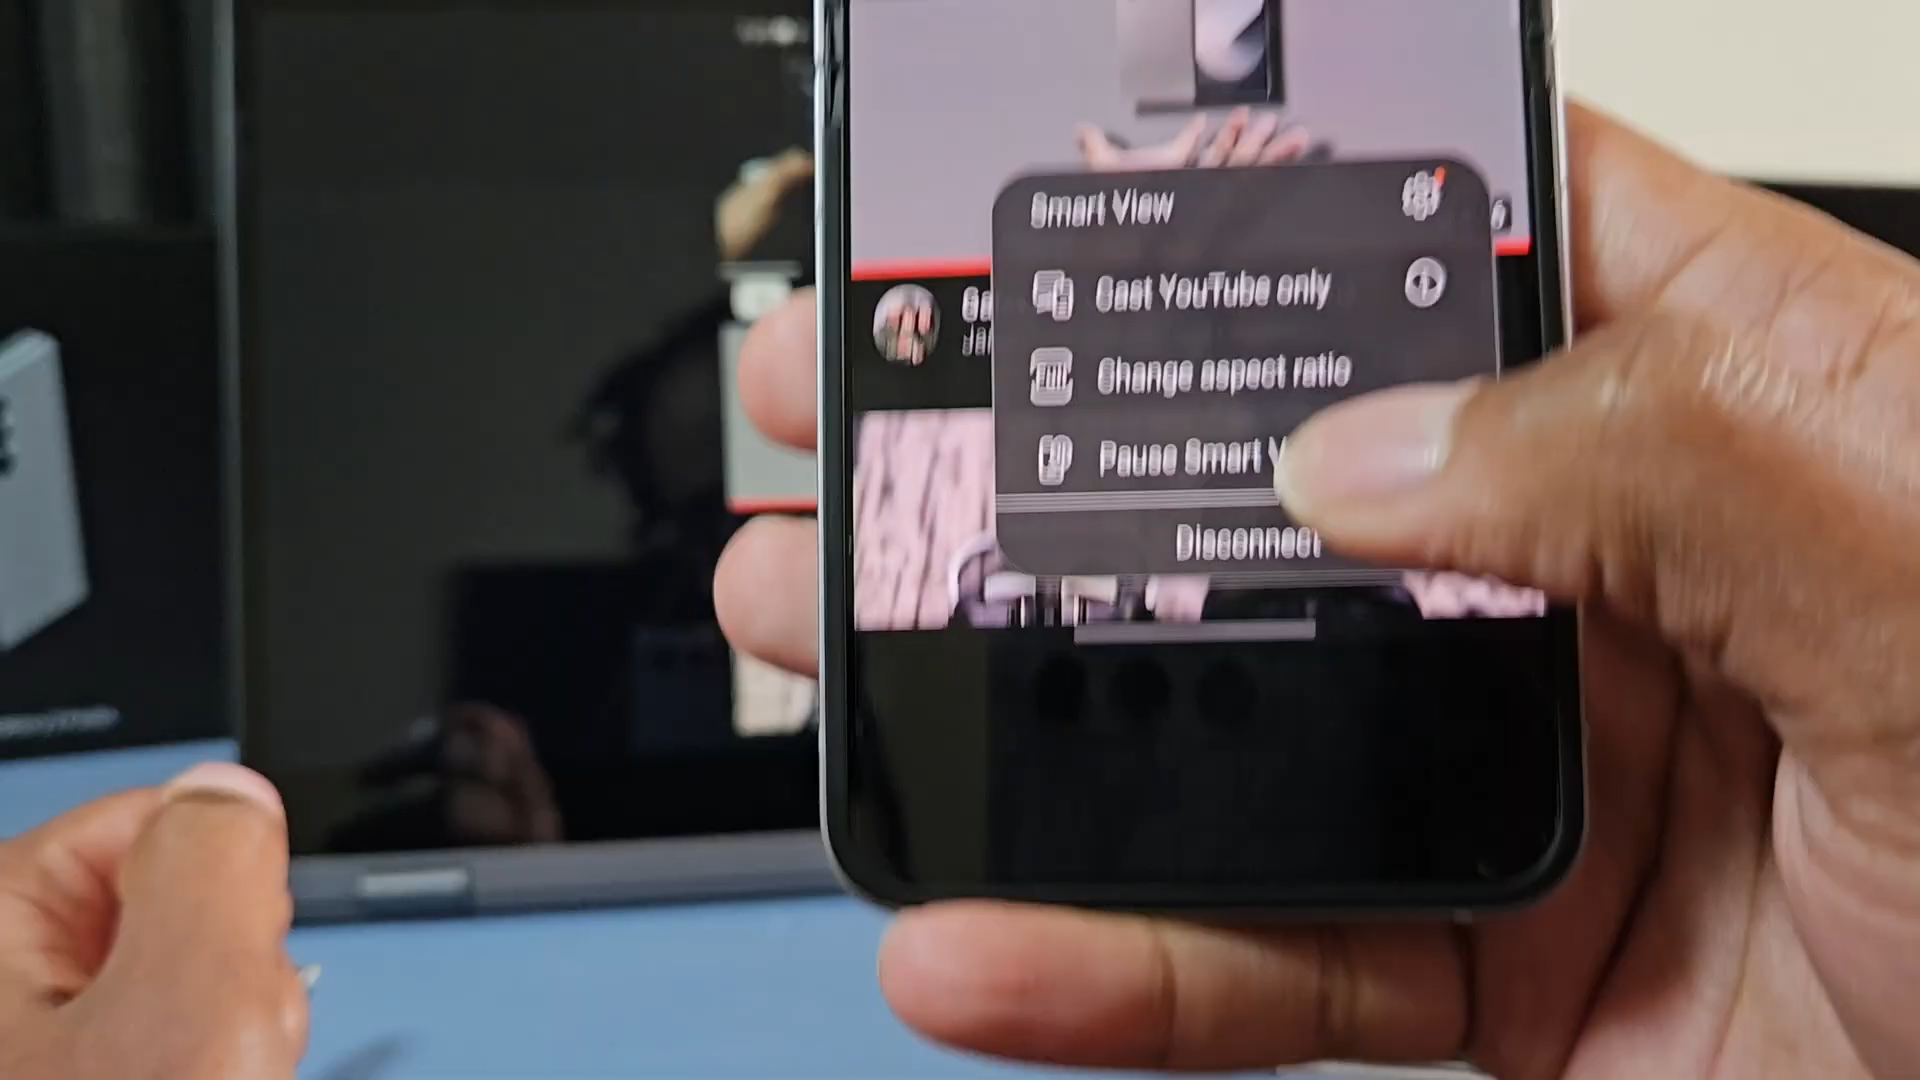 Smart View
Cast YouTube only
Change aspect ratio
Pause Smart V
Disconnect